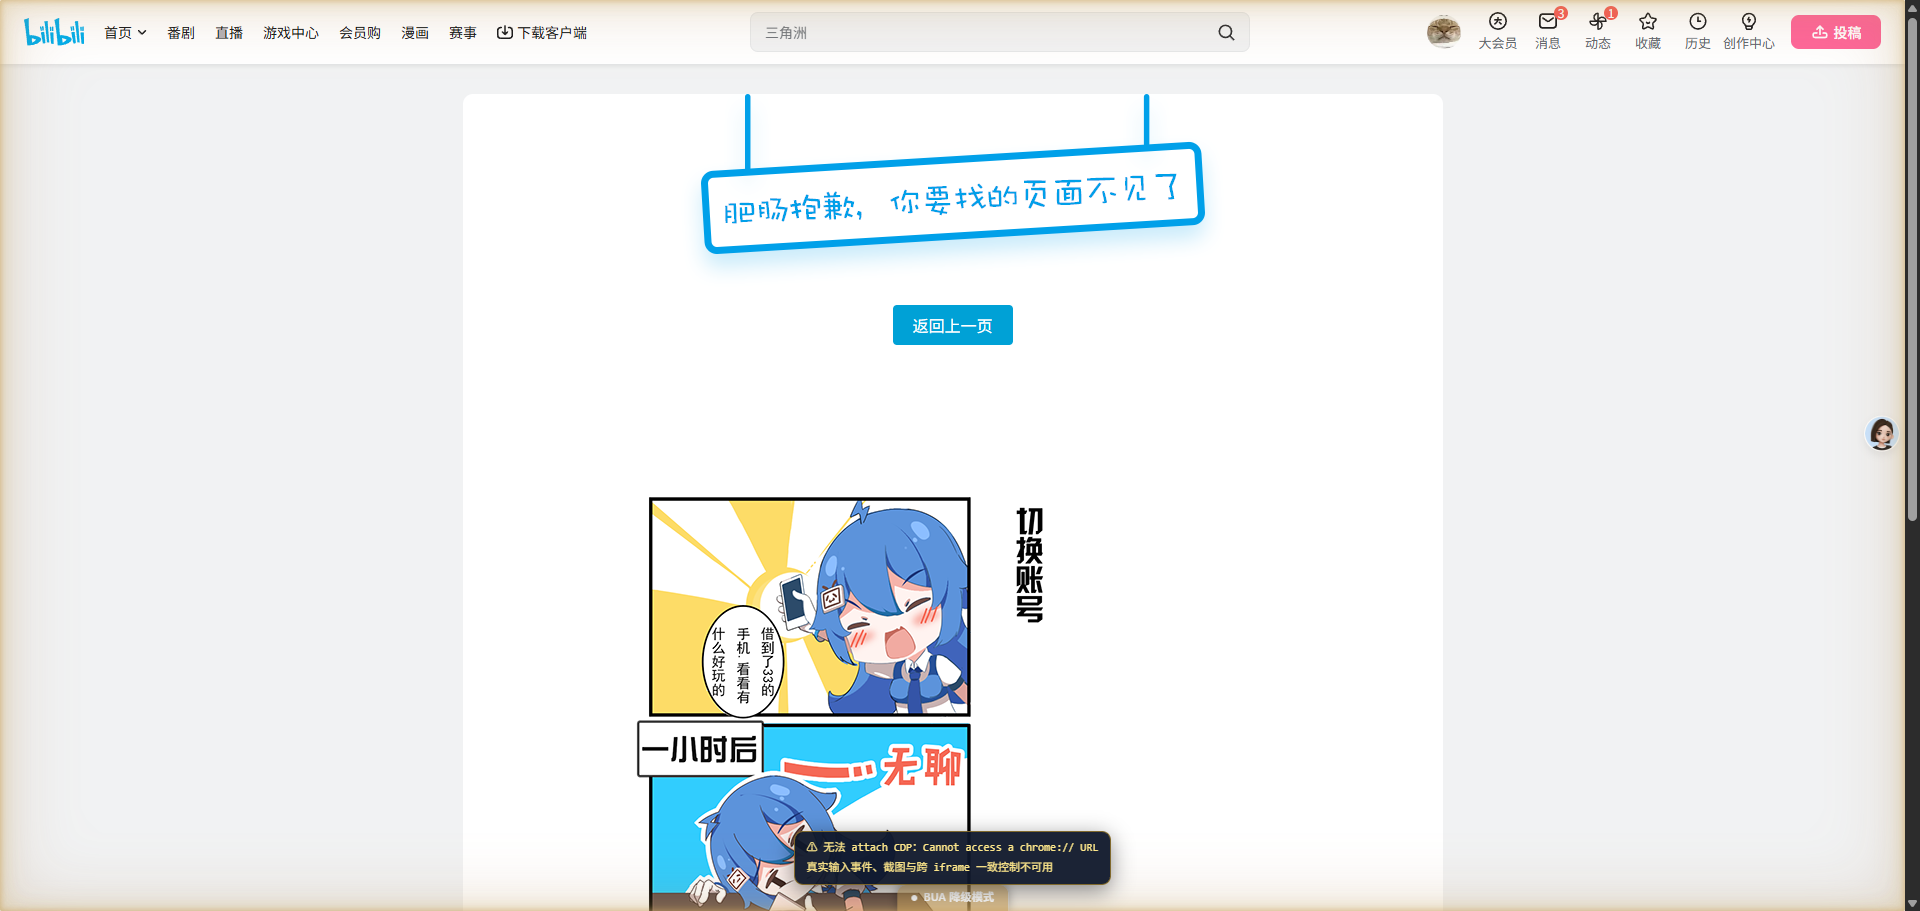 bilibili
首页
番剧
直播
游戏中心
会员购
漫画
赛事
下载客户端
三角洲
大会员
3
消息
1
动态
收藏
历史
创作中心
投稿
肥肠抱歉，你要找的页面不见了
返回上一页
切换账号
借到了33的
手机，看看有
什么好玩的
一小时后
无聊
⚠ 无法 attach CDP: Cannot access a chrome:// URL
真实输入事件、截图与跨 iframe 一致控制不可用
● BUA 降级模式